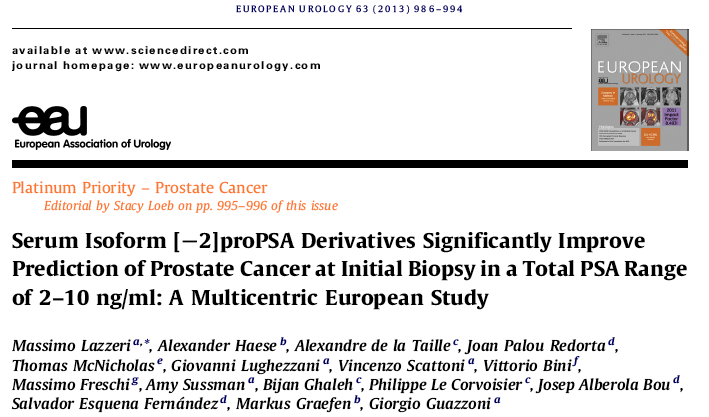 EUROPEAN UROLOGY 63 (2013) 986–994
available at www.sciencedirect.com
journal homepage: www.europeanurology.com
EUROPEAN
UROLOGY
eau
European Association of Urology
Platinum Priority – Prostate Cancer
Editorial by Stacy Loeb on pp. 995–996 of this issue
Serum Isoform [−2]proPSA Derivatives Significantly Improve
Prediction of Prostate Cancer at Initial Biopsy in a Total PSA Range
of 2–10 ng/ml: A Multicentric European Study
Massimo Lazzeri a,*, Alexander Haese b, Alexandre de la Taille c, Joan Palou Redorta d,
Thomas McNicholas e, Giovanni Lughezzani a, Vincenzo Scattoni a, Vittorio Bini f,
Massimo Freschi g, Amy Sussman a, Bijan Ghaleh c, Philippe Le Corvoisier c, Josep Alberola Bou d,
Salvador Esquena Fernández d, Markus Graefen b, Giorgio Guazzoni a